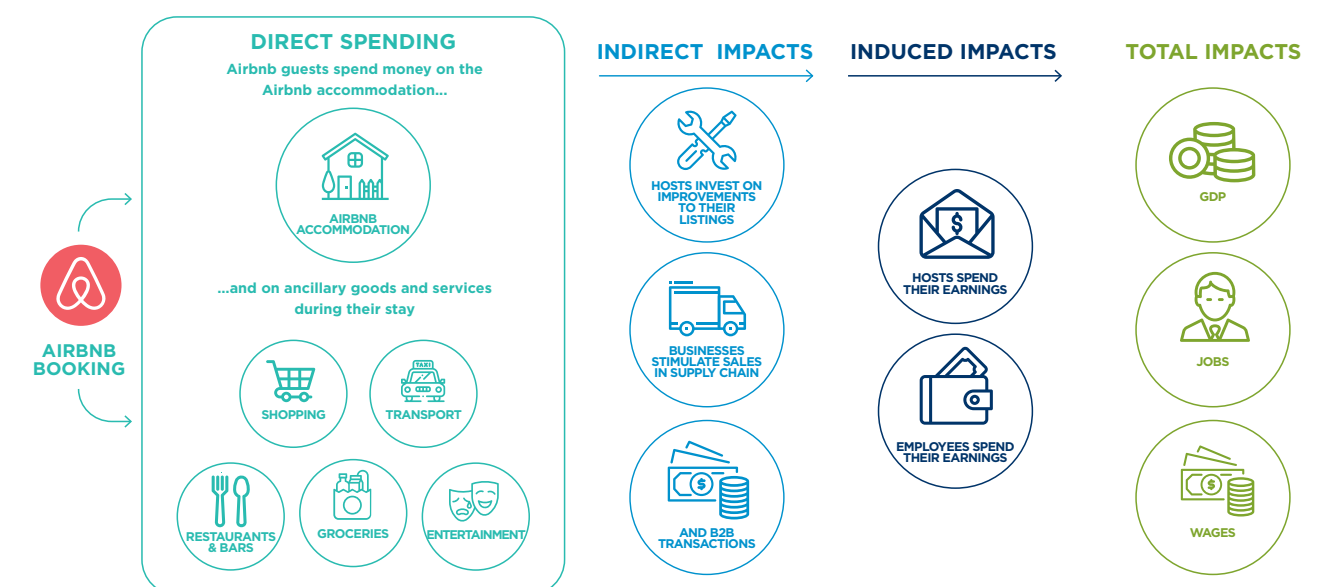 DIRECT SPENDING
Airbnb guests spend money on the
Airbnb accommodation...
AIRBNB
ACCOMMODATION
AIRBNB
BOOKING
...and on ancillary goods and services
during their stay
SHOPPING
TAXI
TRANSPORT
RESTAURANTS
& BARS
GROCERIES
ENTERTAINMENT
INDIRECT IMPACTS
HOSTS INVEST ON
IMPROVEMENTS
TO THEIR
LISTINGS
BUSINESSES
STIMULATE SALES
IN SUPPLY CHAIN
$
AND B2B
TRANSACTIONS
INDUCED IMPACTS
$
HOSTS SPEND
THEIR EARNINGS
EMPLOYEES SPEND
THEIR EARNINGS
TOTAL IMPACTS
GDP
JOBS
$
WAGES